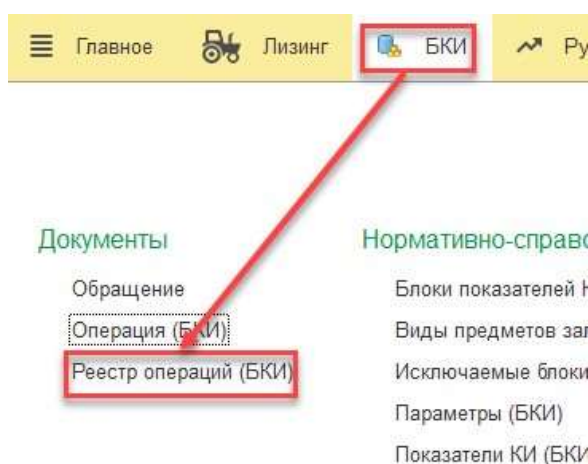 Главное Лизинг БКИ Ру
Документы
Обращение
Операция (БКИ)
Реестр операций (БКИ)
Нормативно-справо
Блоки показателей
Виды предметов
Исключаемые блоки
Параметры (БКИ)
Показатели КИ (БКИ